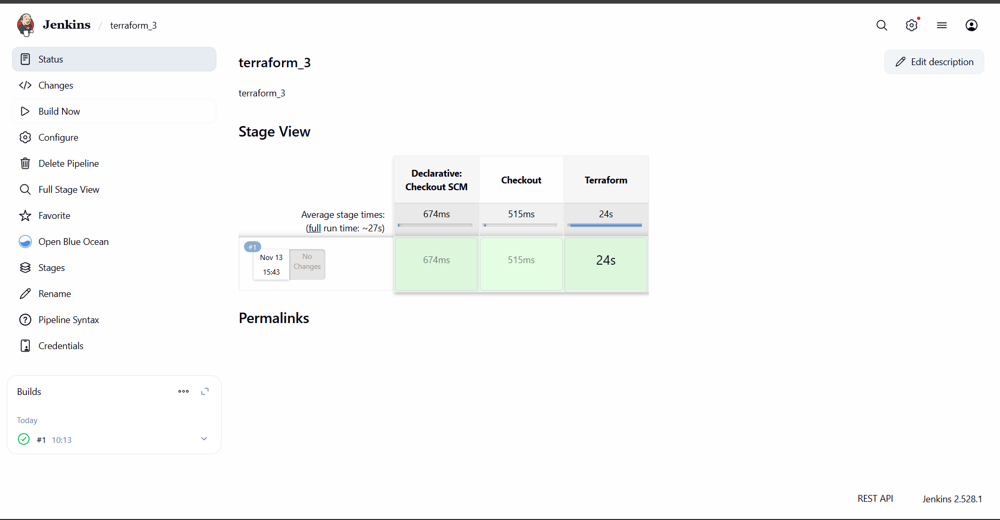 Jenkins / terraform_3
Status
Changes
Build Now
Configure
Delete Pipeline
Full Stage View
Favorite
Open Blue Ocean
Stages
Rename
Pipeline Syntax
Credentials
Builds
Today
#1 10:13
terraform_3
Edit description
terraform_3
Stage View
Declarative:
Checkout SCM
Checkout
Terraform
Average stage times:
(full run time: ~27s)
674ms
515ms
24s
#1
Nov 13
15:43
No
Changes
674ms
515ms
24s
Permalinks
REST API
Jenkins 2.528.1